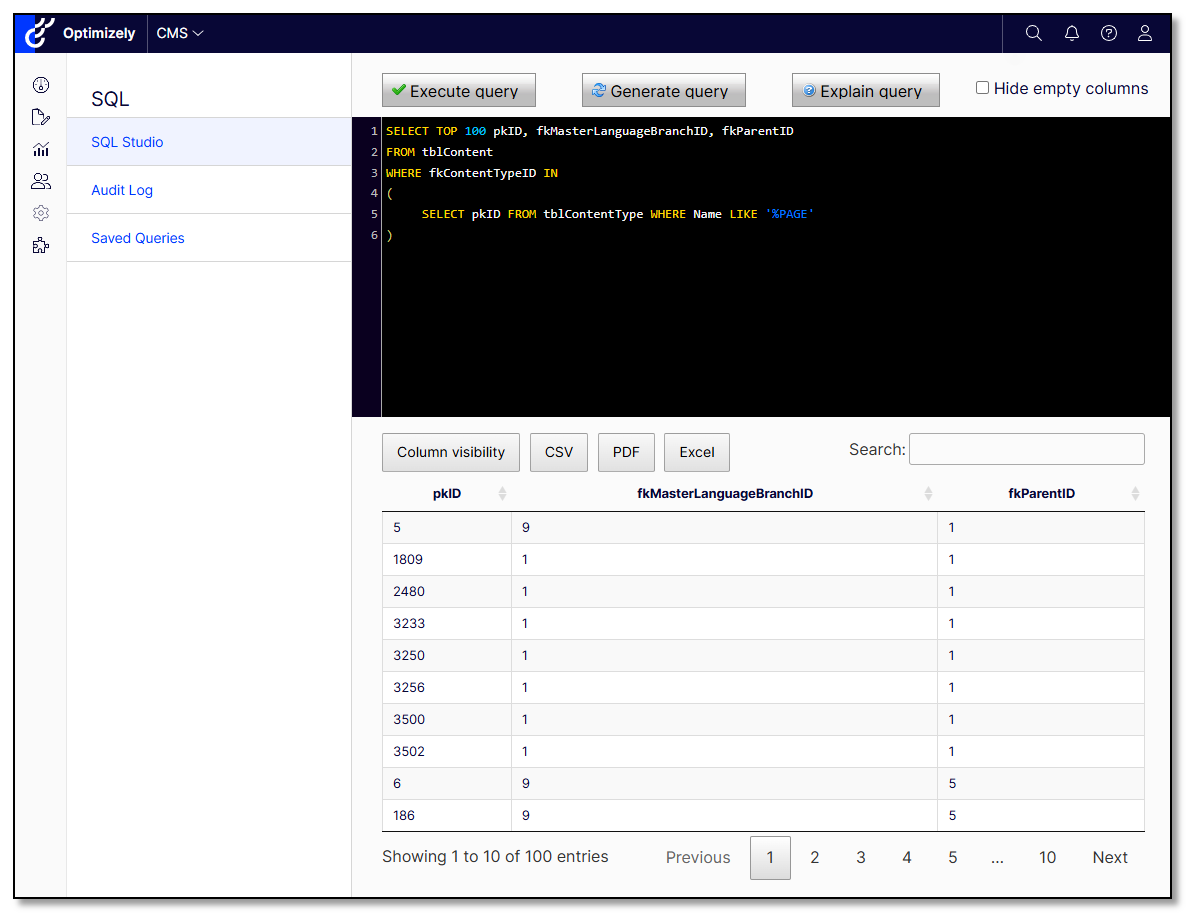 Optimizely CMS
SQL
SQL Studio
Audit Log
Saved Queries
Execute query Generate query Explain query Hide empty columns
1 SELECT TOP 100 pkID, fkMasterLanguageBranchID, fkParentID
2 FROM tblContent
3 WHERE fkContentTypeID IN
4 (
5 SELECT pkID FROM tblContentType WHERE Name LIKE '%PAGE'
6 )
Column visibility CSV PDF Excel Search:
pkID fkMasterLanguageBranchID fkParentID
5 9 1
1809 1 1
2480 1 1
3233 1 1
3250 1 1
3256 1 1
3500 1 1
3502 1 1
6 9 5
186 9 5
Showing 1 to 10 of 100 entries Previous 1 2 3 4 5 ... 10 Next